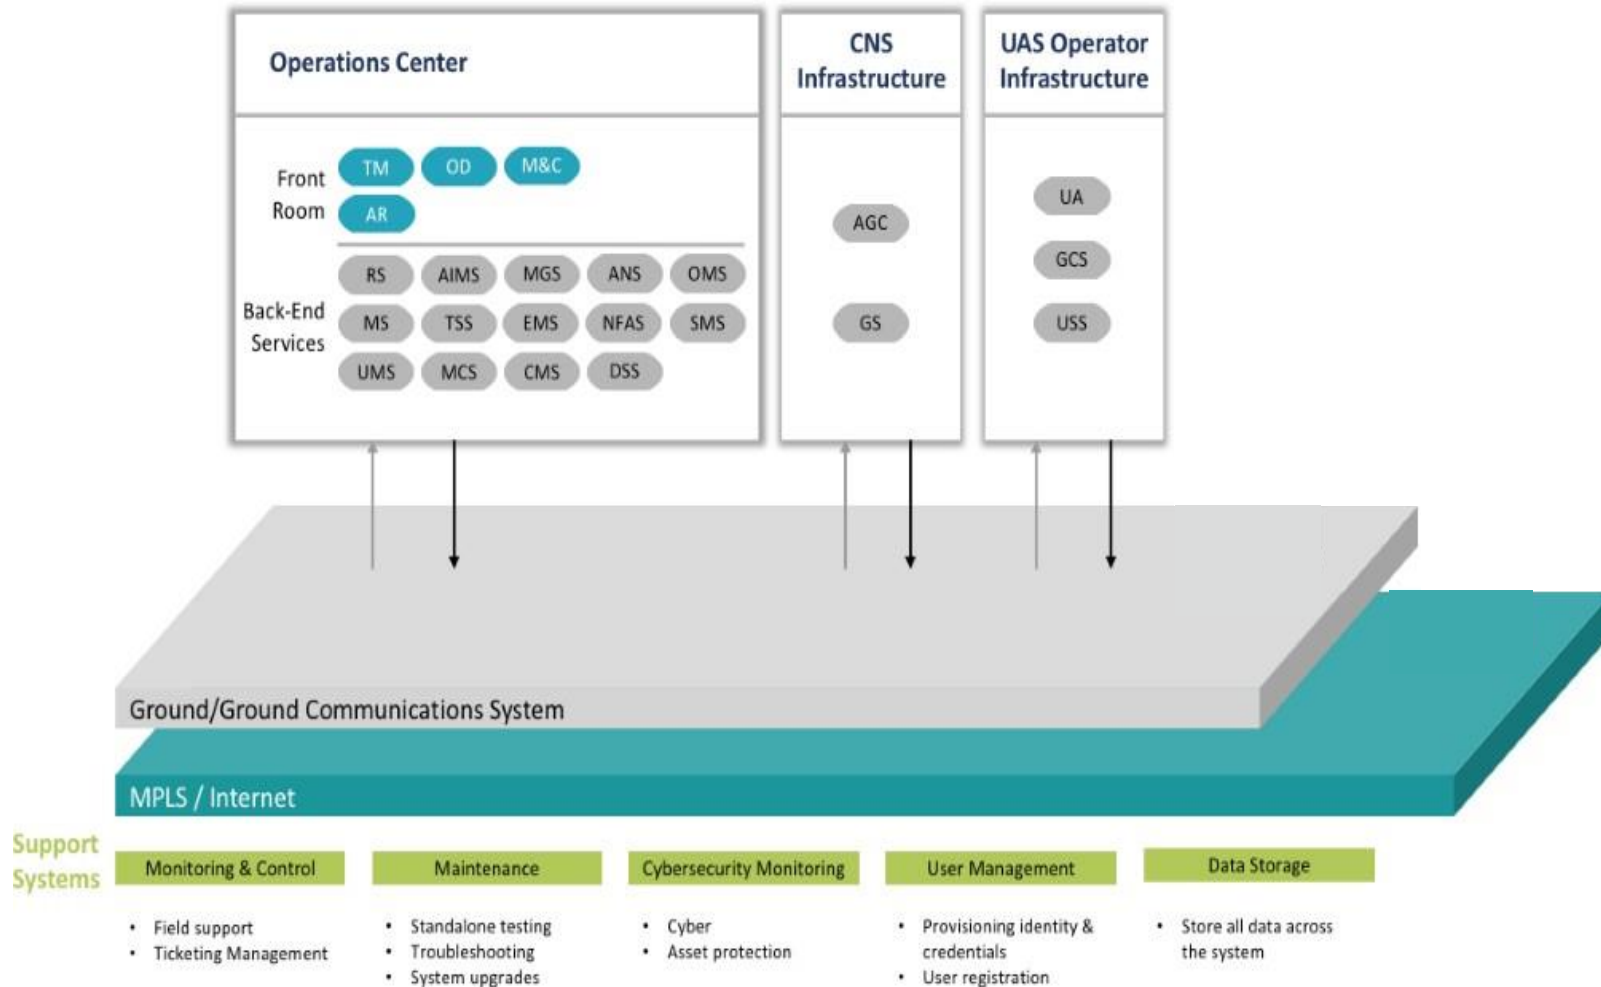 Operations Center
CNS
Infrastructure
UAS Operator
Infrastructure
Front
Room
TM
OD
M&C
AR
Back-End
Services
RS
AIMS
MGS
ANS
OMS
MS
TSS
EMS
NFAS
SMS
UMS
MCS
CMS
DSS
AGC
GS
UA
GCS
USS
Ground/Ground Communications System
MPLS / Internet
Support
Systems
Monitoring & Control
• Field support
• Ticketing Management
Maintenance
• Standalone testing
• Troubleshooting
• System upgrades
Cybersecurity Monitoring
• Cyber
• Asset protection
User Management
• Provisioning identity &
credentials
• User registration
Data Storage
• Store all data across
the system